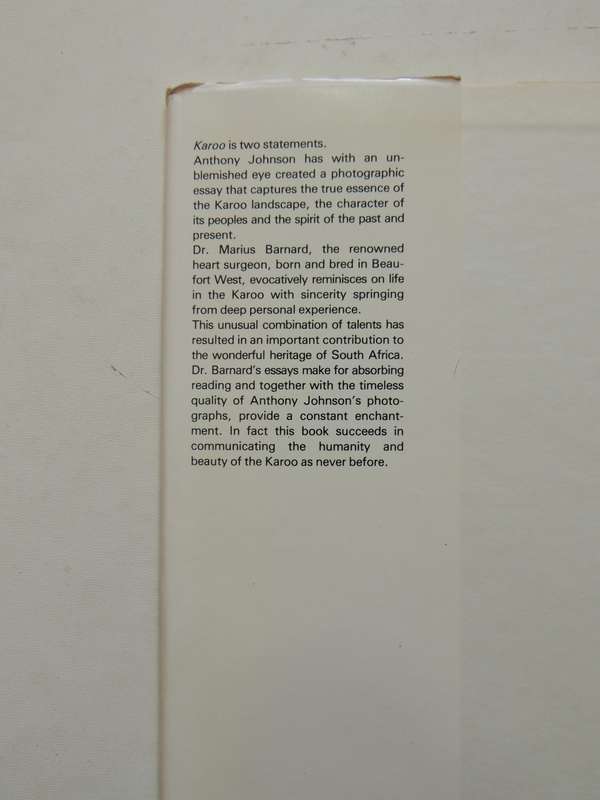 Karoo is two statements.
Anthony Johnson has with an un-
blemished eye created a photographic
essay that captures the true essence of
the Karoo landscape, the character of
its peoples and the spirit of the past and
present.
Dr. Marius Barnard, the renowned
heart surgeon, born and bred in Beau-
fort West, evocatively reminisces on life
in the Karoo with sincerity springing
from deep personal experience.
This unusual combination of talents has
resulted in an important contribution to
the wonderful heritage of South Africa.
Dr. Barnard's essays make for absorbing
reading and together with the timeless
quality of Anthony Johnson's photo-
graphs, provide a constant enchant-
ment. In fact this book succeeds in
communicating the humanity and
beauty of the Karoo as never before.